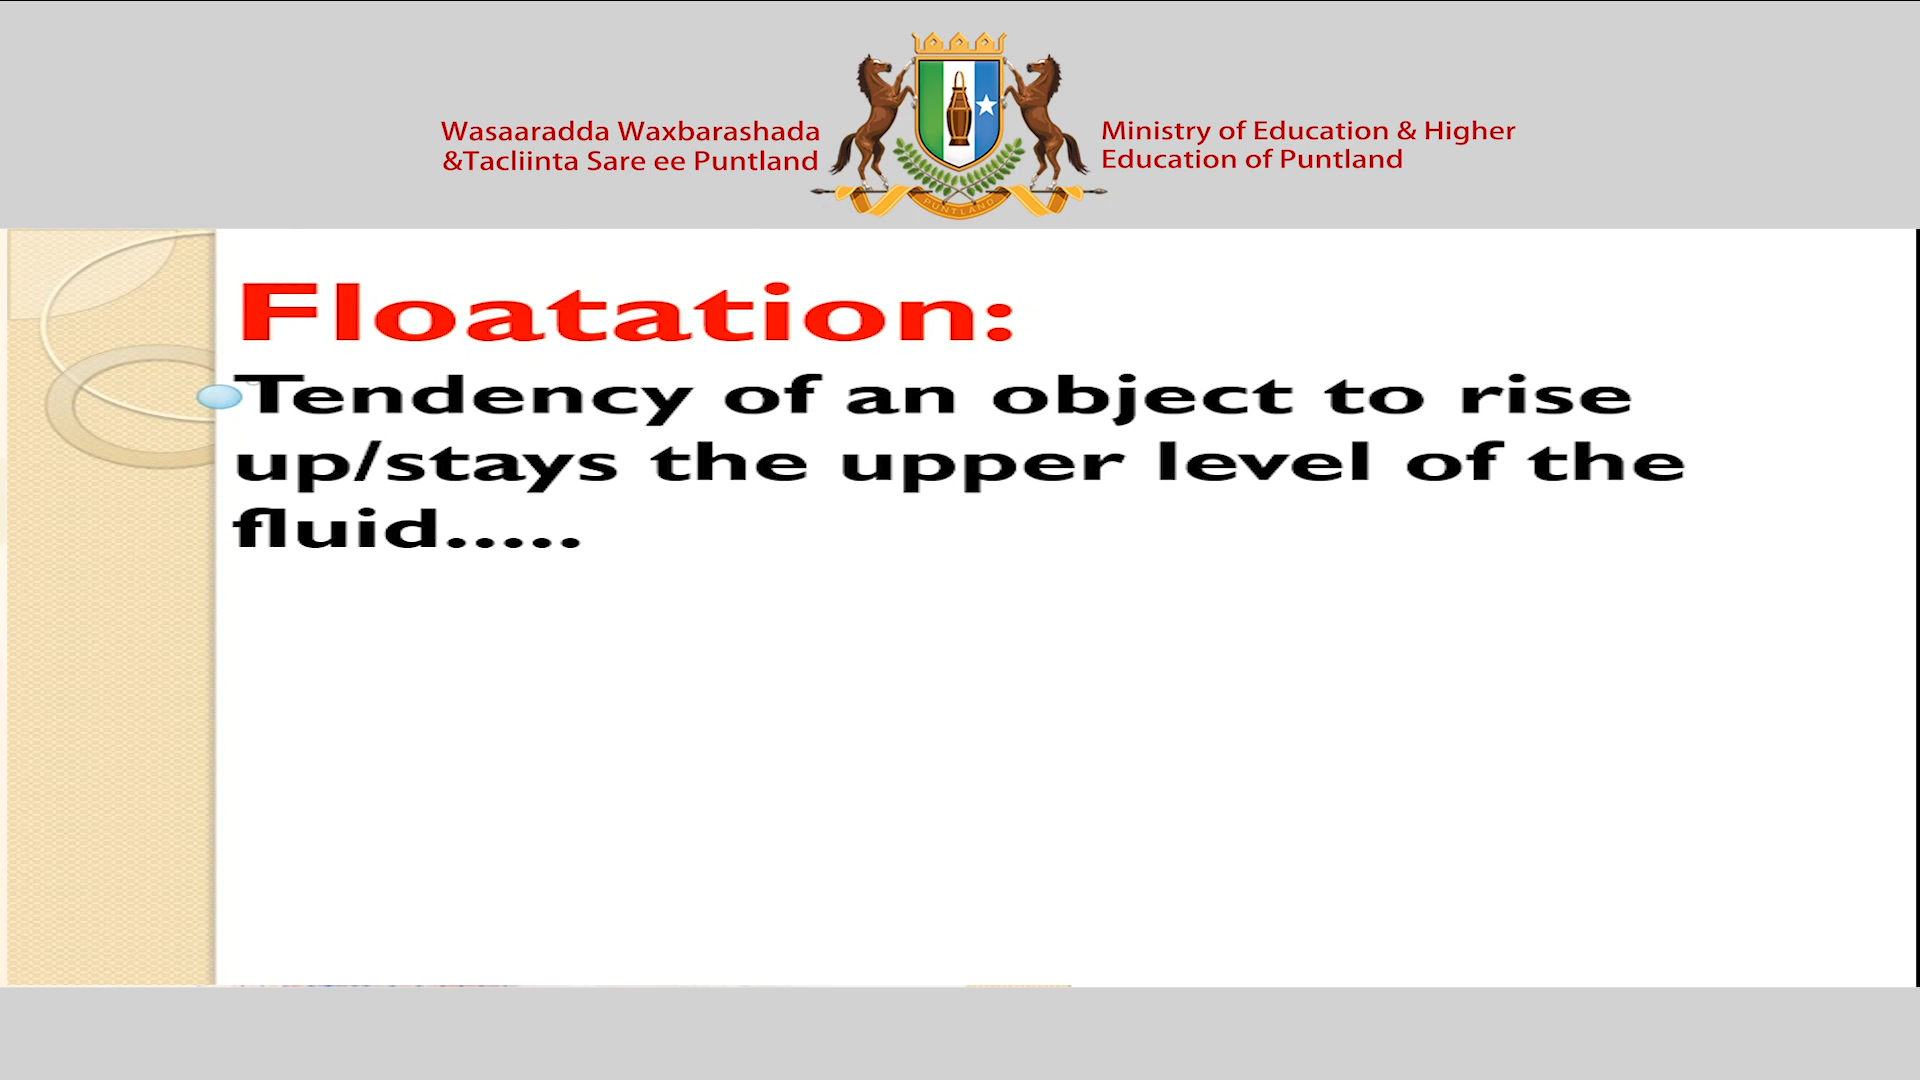 Wasaaradda Waxbarashada
&Tacliinta Sare ee Puntland
Ministry of Education & Higher
Education of Puntland
PUNTLAND
Floatation:
Tendency of an object to rise
up/stays the upper level of the
fluid.....